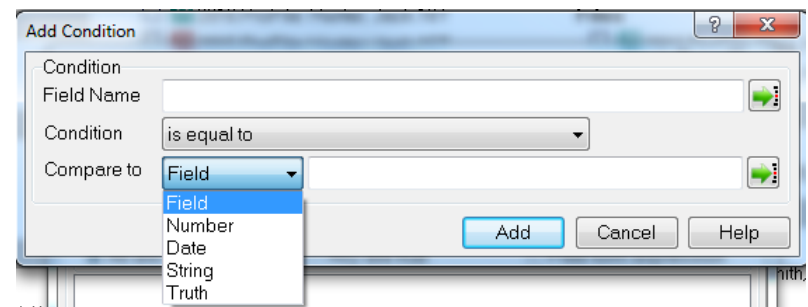 Add Condition
?
X
Condition
Field Name
Condition
is equal to
Compare to
Field
Field
Number
Date
String
Truth
Add
Cancel
Help